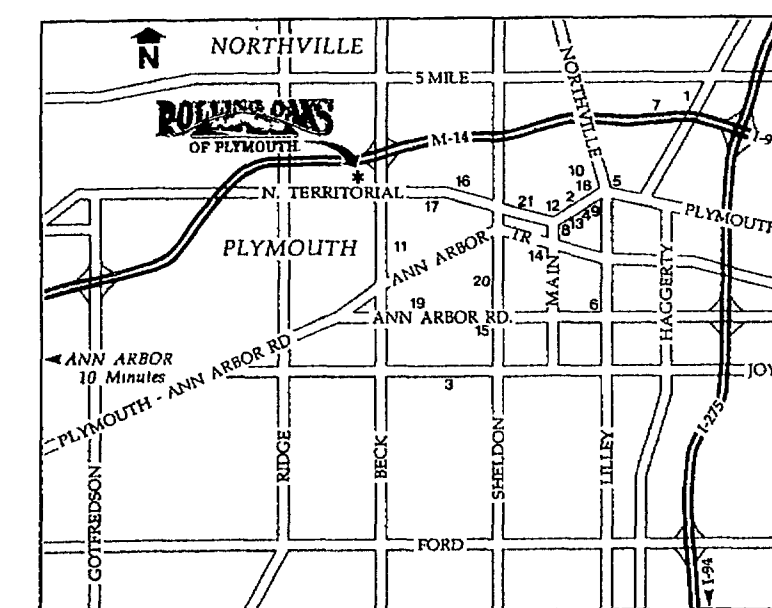 N
NORTHVILLE
NORTHVILLE
5 MILE
7
1
ROLLING OAKS
OF PLYMOUTH
M-14
I-9
*
N. TERRITORIAL
16
17
10
18
2
5
21
12
8
13
4
9
PLYMOUTH
PLYMOUTH
11
ANN ARBOR
TR
14
MAIN
HAGGERTY
20
19
6
ANN ARBOR RD.
15
ANN ARBOR
10 Minutes
PLYMOUTH - ANN ARBOR RD
3
JOY
I-275
GOTFREDSON
RIDGE
BECK
SHELDON
LILLEY
FORD
I-94